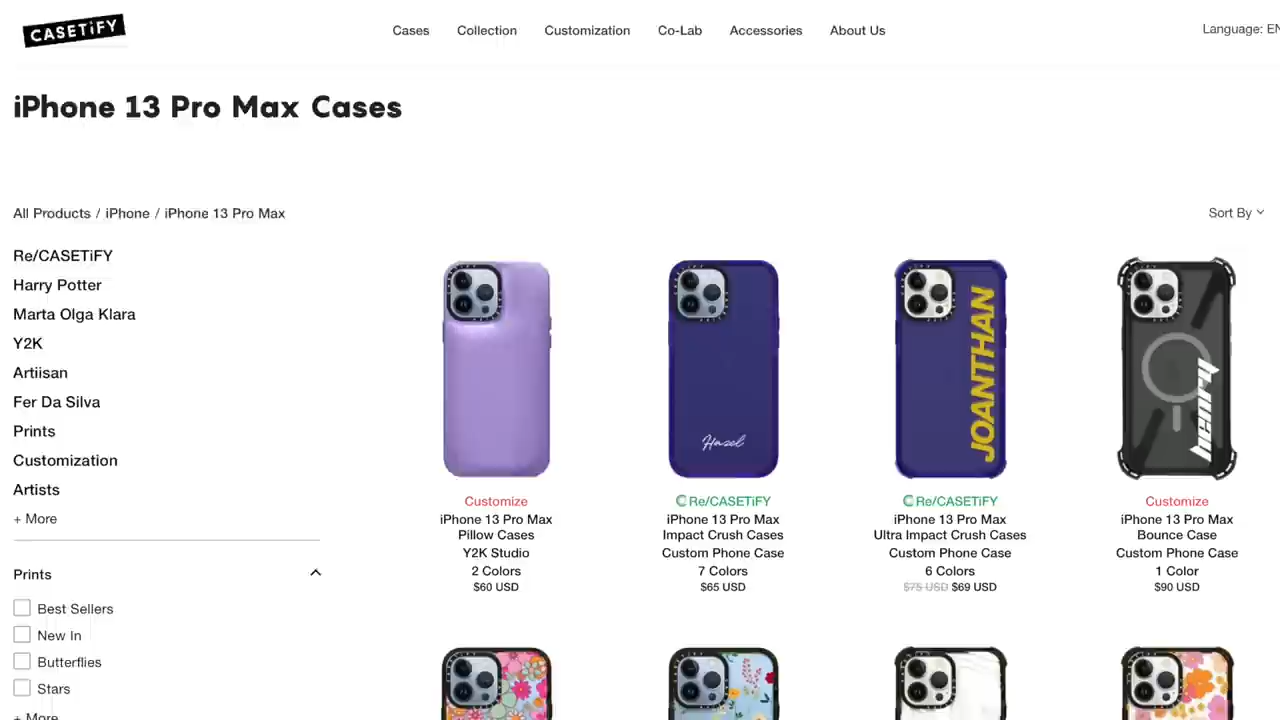 CASETiFY
Cases Collection Customization Co-Lab Accessories About Us
Language: EN
iPhone 13 Pro Max Cases
All Products / iPhone / iPhone 13 Pro Max
Sort By
Re/CASETiFY
Harry Potter
Marta Olga Klara
Y2K
Artiisan
Fer Da Silva
Prints
Customization
Artists
+ More
Prints
Best Sellers
New In
Butterflies
Stars
+ More
Hazel
JOANTHAN
henry
Customize
iPhone 13 Pro Max
Pillow Cases
Y2K Studio
2 Colors
$60 USD
Re/CASETiFY
iPhone 13 Pro Max
Impact Crush Cases
Custom Phone Case
7 Colors
$65 USD
Re/CASETiFY
iPhone 13 Pro Max
Ultra Impact Crush Cases
Custom Phone Case
6 Colors
$75 USD $69 USD
Customize
iPhone 13 Pro Max
Bounce Case
Custom Phone Case
1 Color
$90 USD